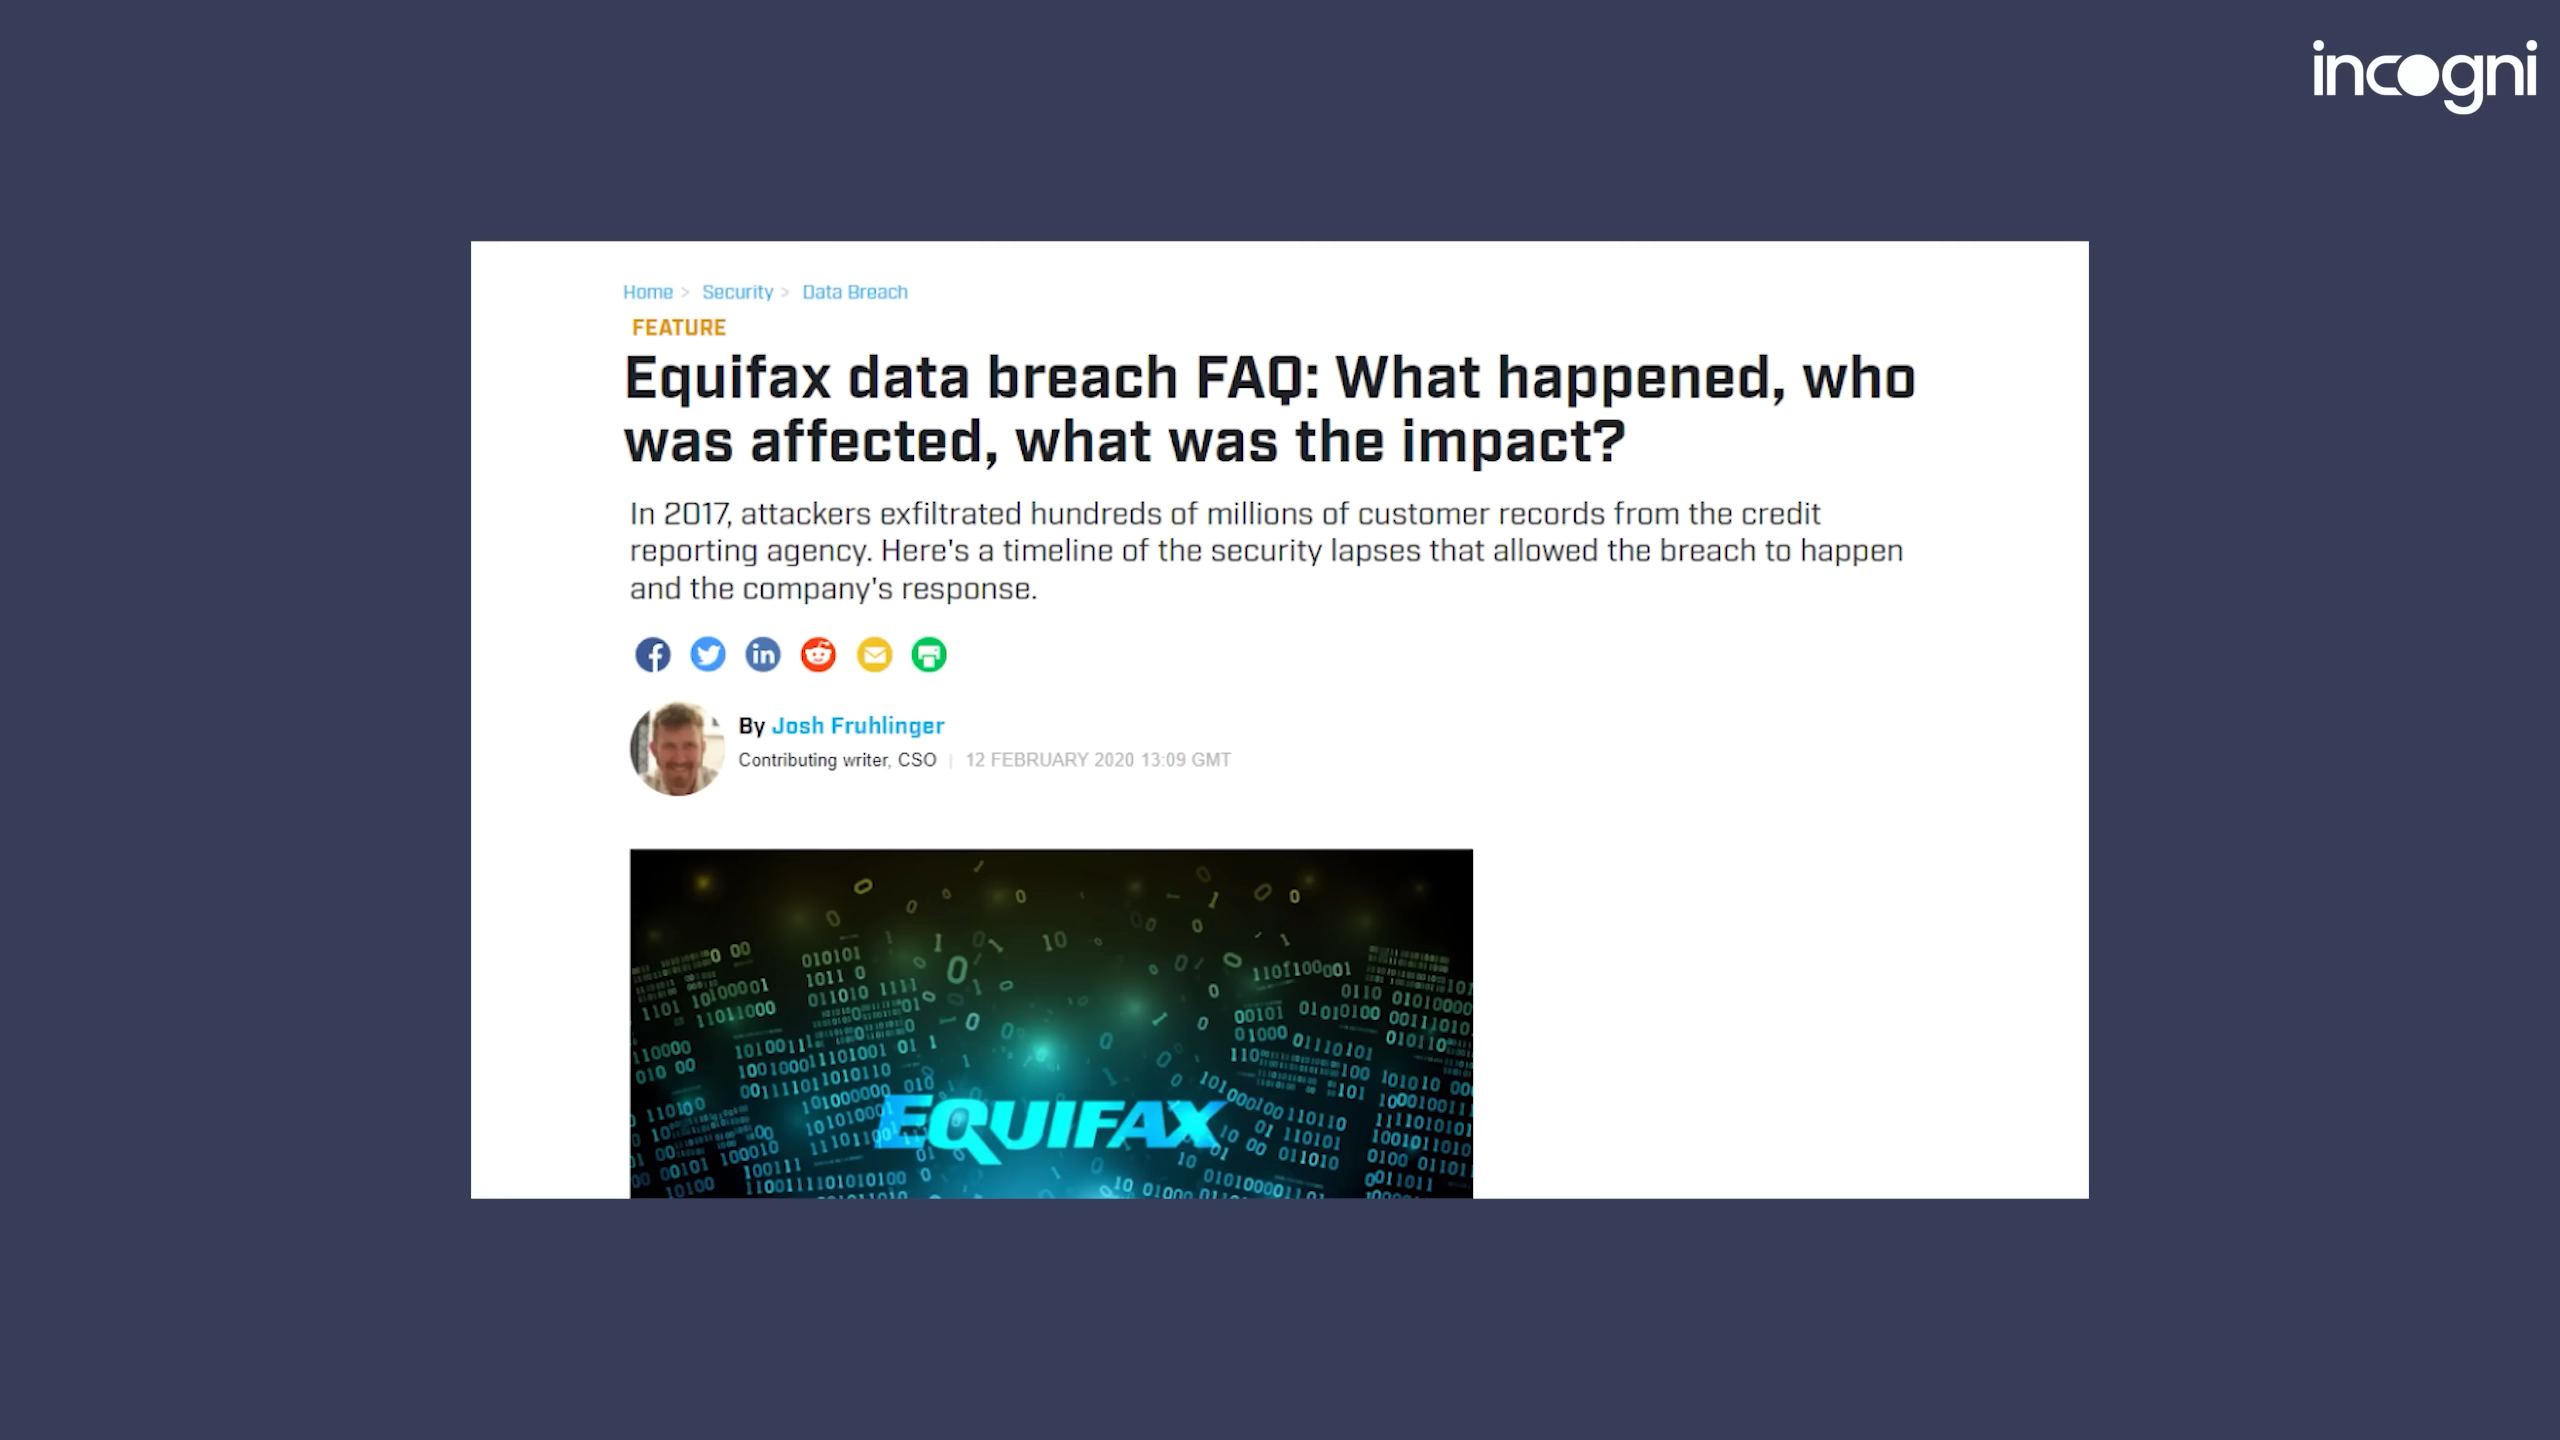 incogni
Home > Security > Data Breach
FEATURE
Equifax data breach FAQ: What happened, who
was affected, what was the impact?
In 2017, attackers exfiltrated hundreds of millions of customer records from the credit
reporting agency. Here's a timeline of the security lapses that allowed the breach to happen
and the company's response.
By Josh Fruhlinger
Contributing writer, CSO | 12 FEBRUARY 2020 13:09 GMT
EQUIFAX